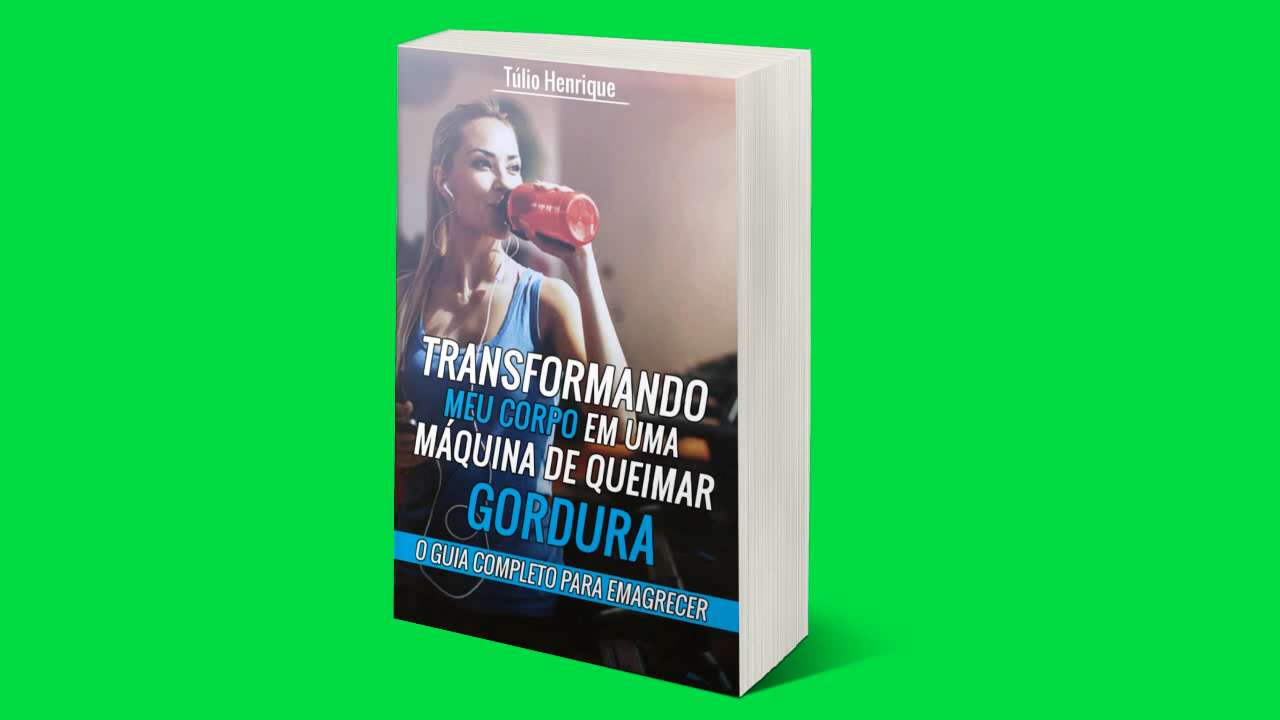 Túlio Henrique
TRANSFORMANDO
MEU CORPO EM UMA
MÁQUINA DE QUEIMAR
GORDURA
O GUIA COMPLETO PARA EMAGRECER